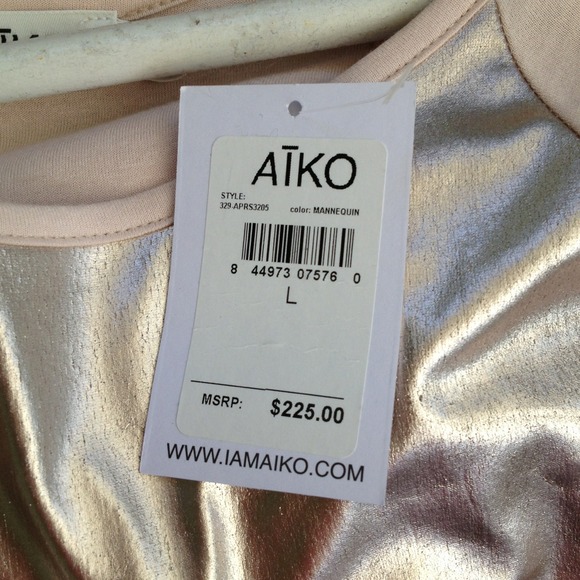 AĪKO
STYLE:
329-APRS3205 color: MANNEQUIN
8 44973 07576 0
L
MSRP: $225.00
WWW.IAMAIKO.COM